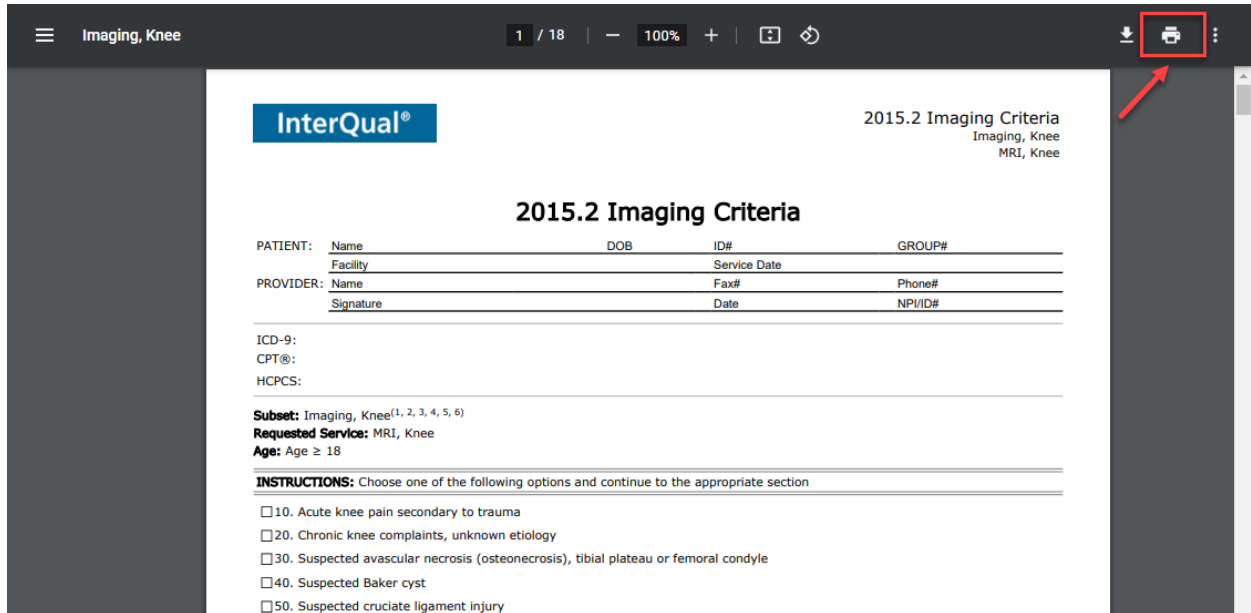 Imaging, Knee 1 / 18 100%
InterQual® 2015.2 Imaging Criteria
Imaging, Knee
MRI, Knee
2015.2 Imaging Criteria
PATIENT: Name DOB ID# GROUP#
Facility Service Date
PROVIDER: Name Fax# Phone#
Signature Date NPI/ID#
ICD-9:
CPT®:
HCPCS:
Subset: Imaging, Knee(1, 2, 3, 4, 5, 6)
Requested Service: MRI, Knee
Age: Age ≥ 18
INSTRUCTIONS: Choose one of the following options and continue to the appropriate section
10. Acute knee pain secondary to trauma
20. Chronic knee complaints, unknown etiology
30. Suspected avascular necrosis (osteonecrosis), tibial plateau or femoral condyle
40. Suspected Baker cyst
50. Suspected cruciate ligament injury